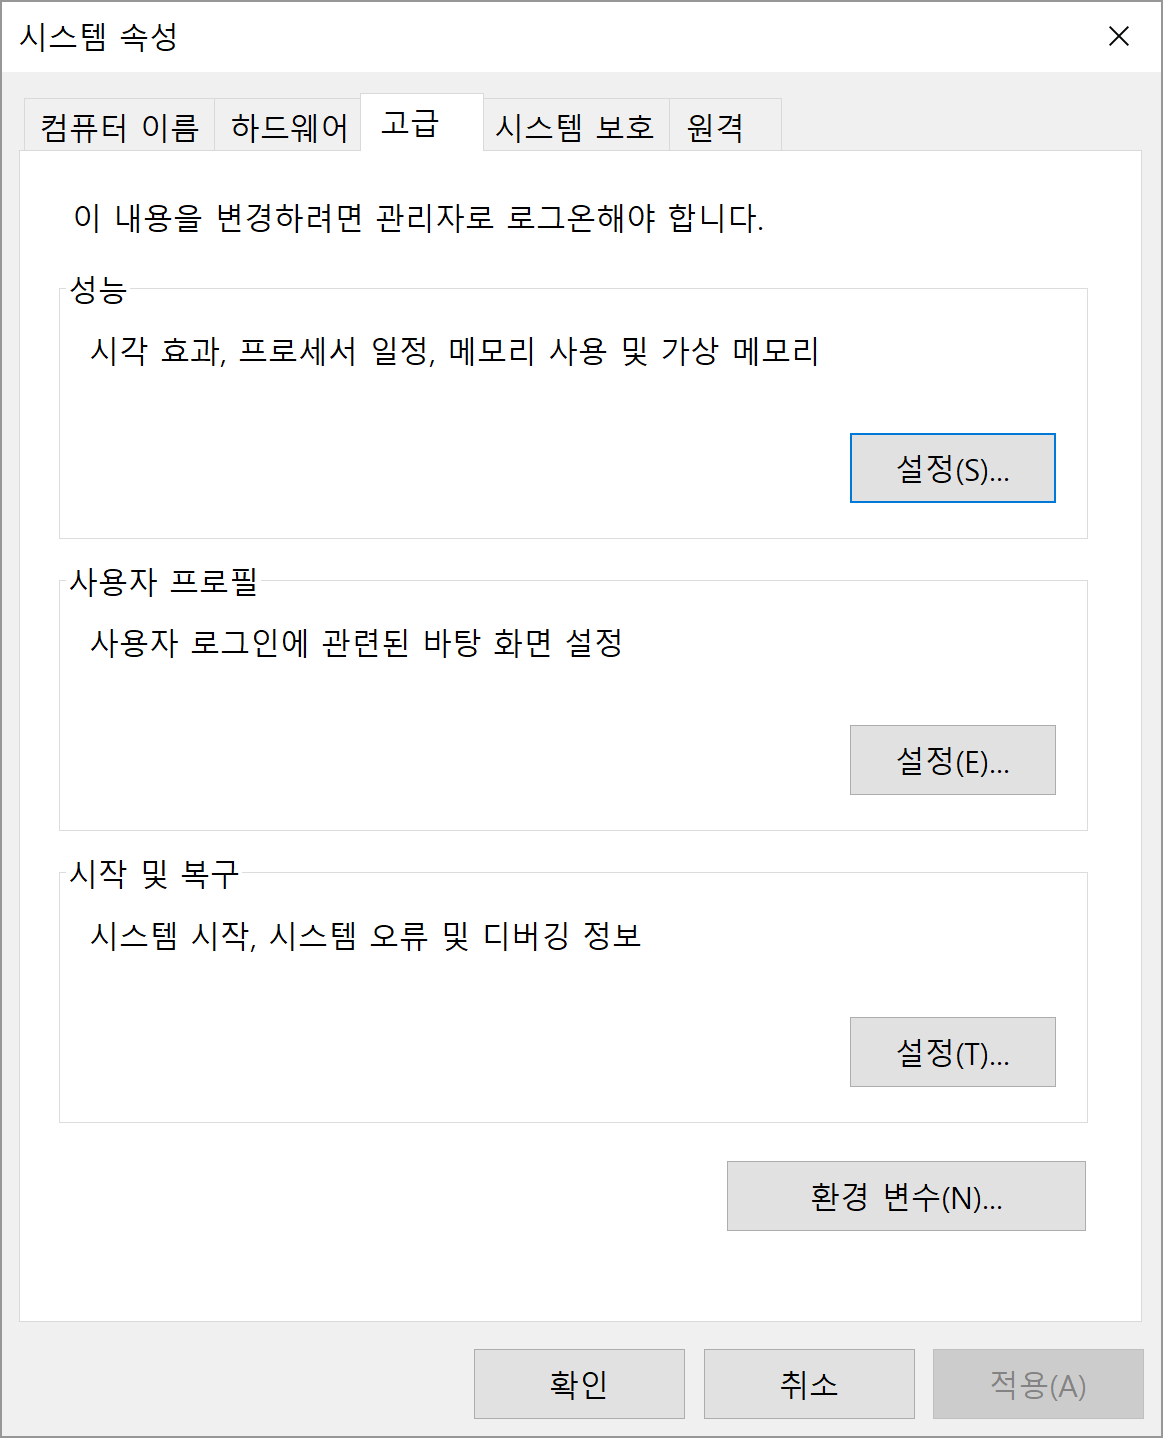 시스템 속성
컴퓨터 이름 하드웨어 고급 시스템 보호 원격
이 내용을 변경하려면 관리자로 로그온해야 합니다.
성능
시각 효과, 프로세서 일정, 메모리 사용 및 가상 메모리
설정(S)...
사용자 프로필
사용자 로그인에 관련된 바탕 화면 설정
설정(E)...
시작 및 복구
시스템 시작, 시스템 오류 및 디버깅 정보
설정(T)...
환경 변수(N)...
확인 취소 적용(A)